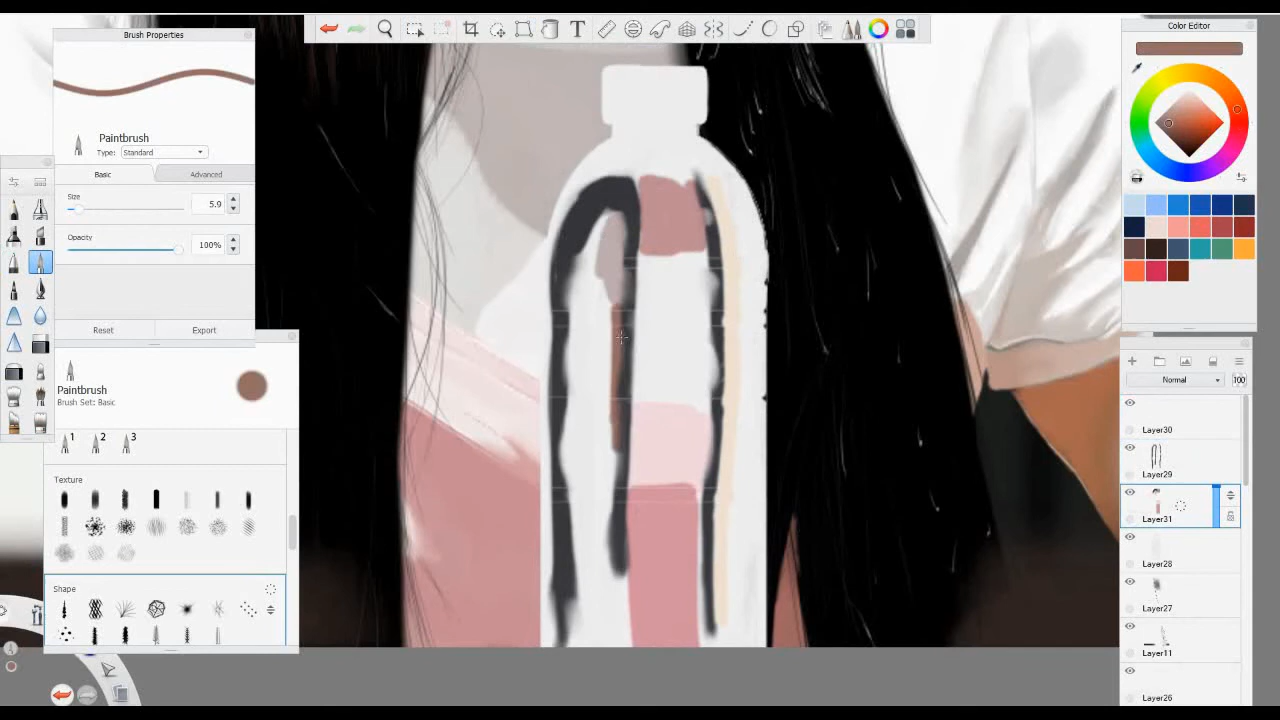 Brush Properties
Paintbrush
Type: Standard
Basic
Advanced
Size
5.9
Opacity
100%
Reset
Export
Paintbrush
Brush Set: Basic
1
2
3
Texture
Shape
T
Color Editor
Normal
100
Layer30
Layer29
Layer31
Layer28
Layer27
Layer11
Layer26